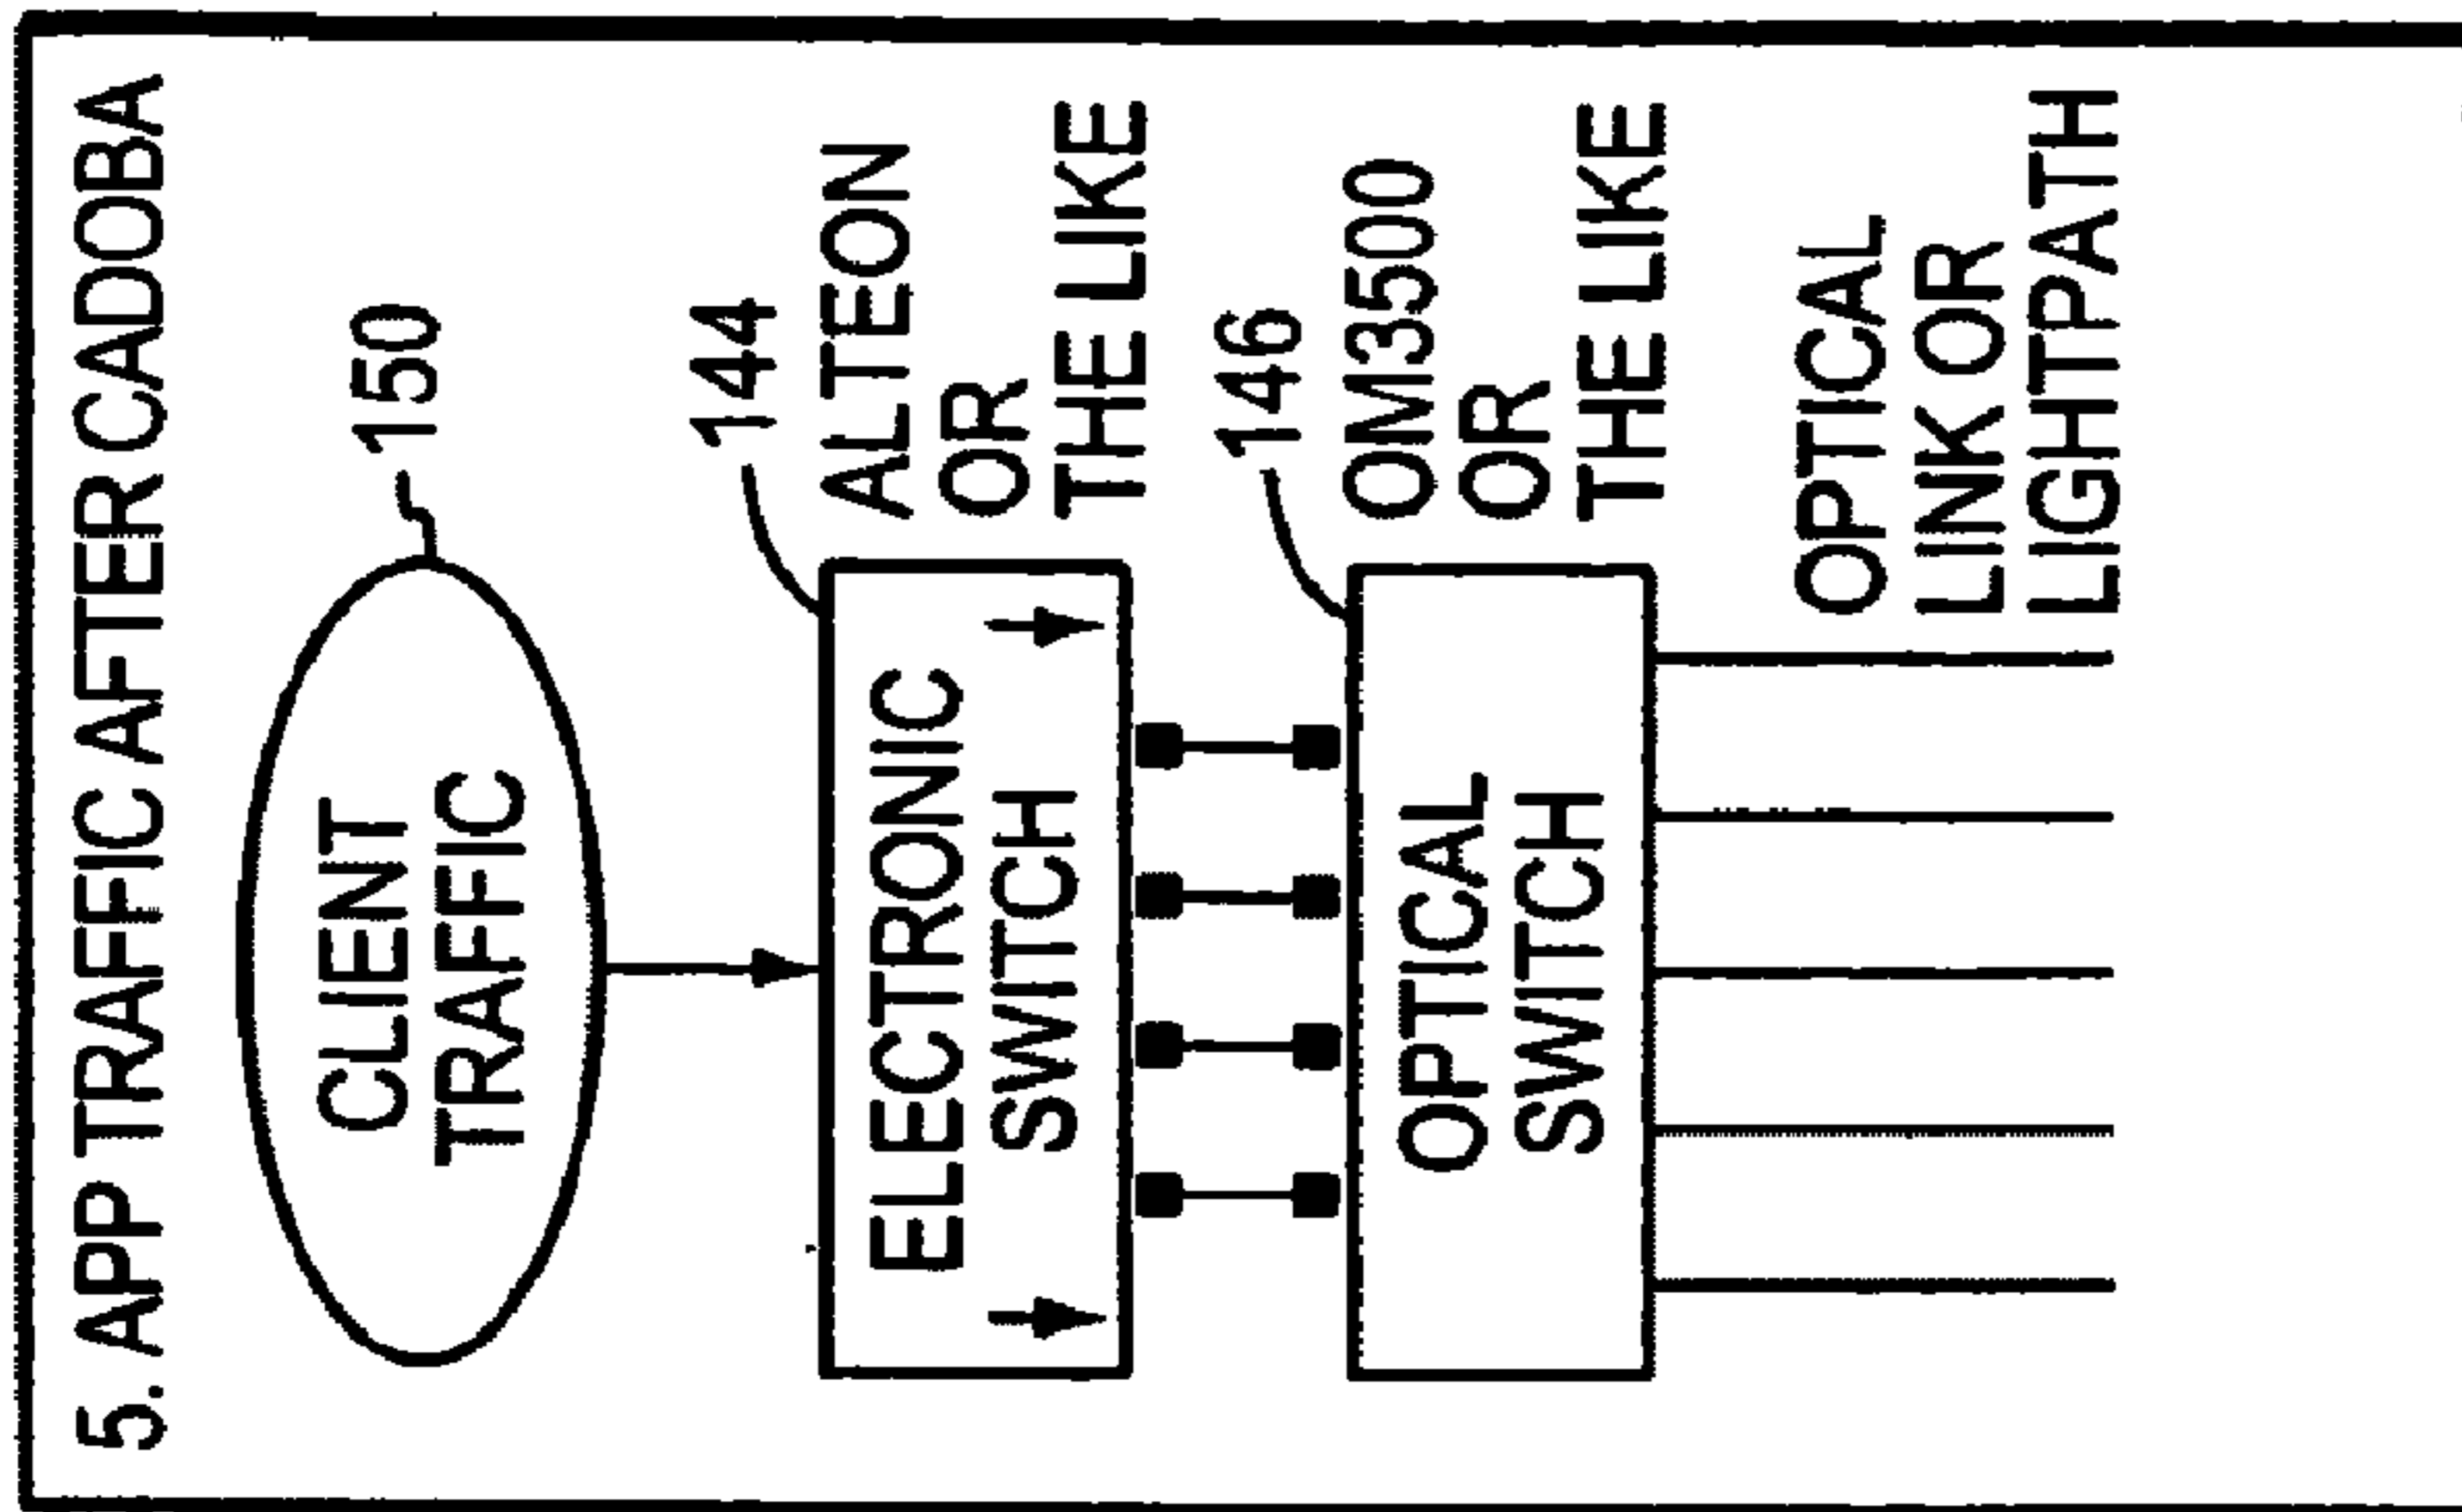 5. APP TRAFFIC AFTER CADOBA
150
CLIENT
TRAFFIC
144
ELECTRONIC
SWITCH
ALTEON
OR
THE LIKE
146
OPTICAL
SWITCH
OM3500
OR
THE LIKE
OPTICAL
LINK OR
LIGHTPATH